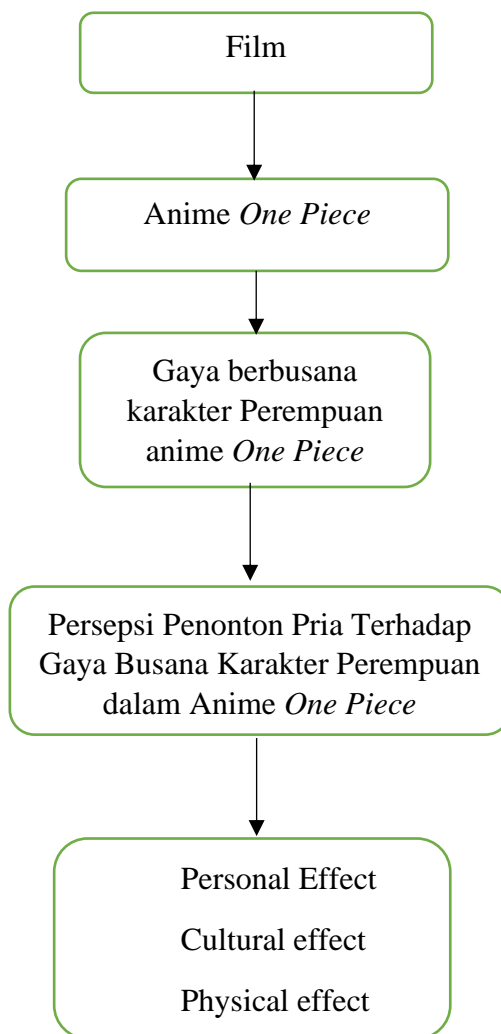 Film
Anime One Piece
Gaya berbusana
karakter Perempuan
anime One Piece
Persepsi Penonton Pria Terhadap
Gaya Busana Karakter Perempuan
dalam Anime One Piece
Personal Effect
Cultural effect
Physical effect